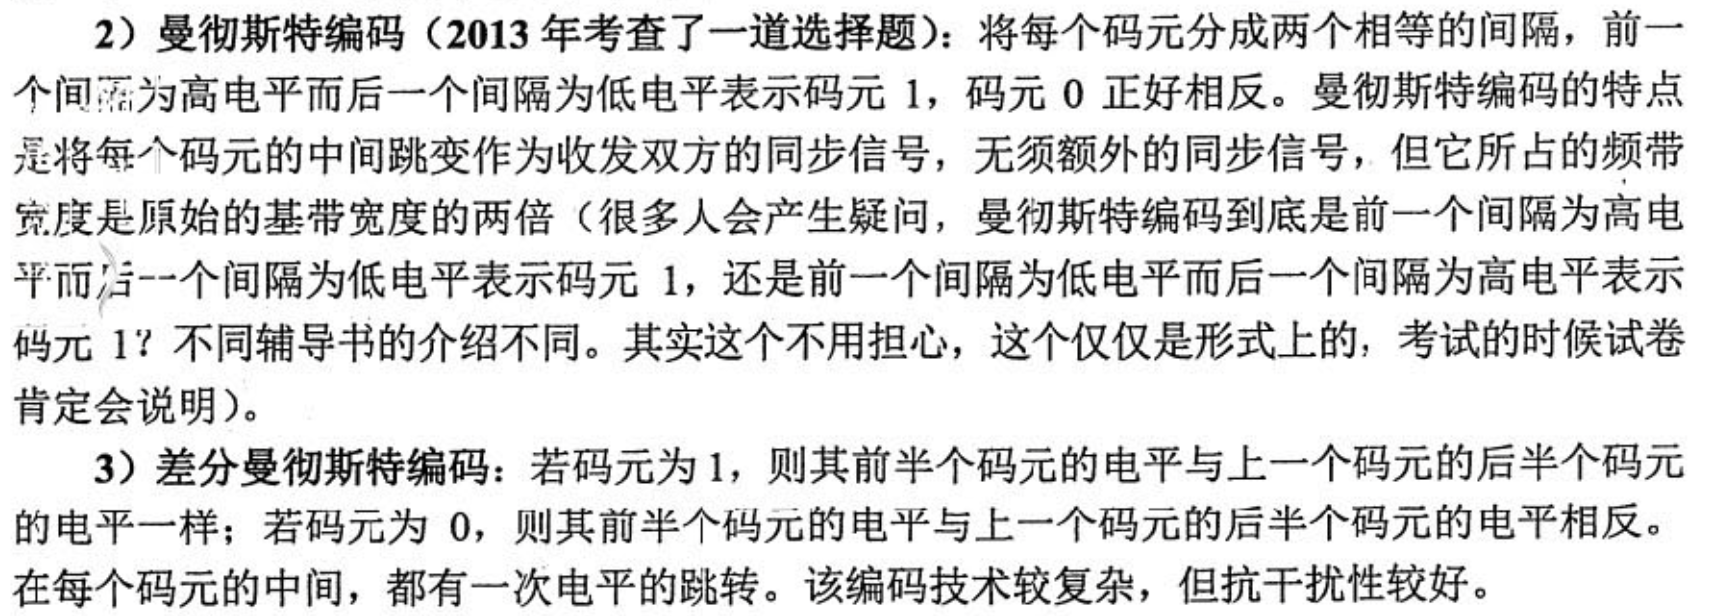 2）曼彻斯特编码（2013 年考查了一道选择题）：将每个码元分成两个相等的间隔，前一
个间隔为高电平而后一个间隔为低电平表示码元 1，码元 0 正好相反。曼彻斯特编码的特点
是将每个码元的中间跳变作为收发双方的同步信号，无须额外的同步信号，但它所占的频带
宽度是原始的基带宽度的两倍（很多人会产生疑问，曼彻斯特编码到底是前一个间隔为高电
平而后一个间隔为低电平表示码元 1，还是前一个间隔为低电平而后一个间隔为高电平表示
码元 1？不同辅导书的介绍不同。其实这个不用担心，这个仅仅是形式上的，考试的时候试卷
肯定会说明）。
3）差分曼彻斯特编码：若码元为 1，则其前半个码元的电平与上一个码元的后半个码元
的电平一样；若码元为 0，则其前半个码元的电平与上一个码元的后半个码元的电平相反。
在每个码元的中间，都有一次电平的跳转。该编码技术较复杂，但抗干扰性较好。